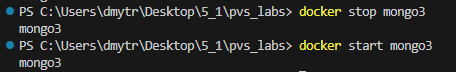 PS C:\Users\dmytr\Desktop\5_1\pvs_labs> docker stop mongo3
mongo3
PS C:\Users\dmytr\Desktop\5_1\pvs_labs> docker start mongo3
mongo3